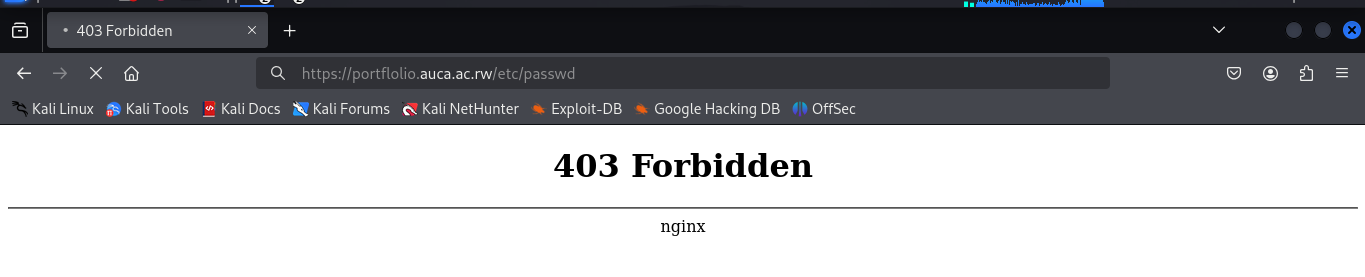 403 Forbidden
https://portflolio.auca.ac.rw/etc/passwd
Kali Linux Kali Tools Kali Docs Kali Forums Kali NetHunter Exploit-DB Google Hacking DB OffSec
403 Forbidden
nginx